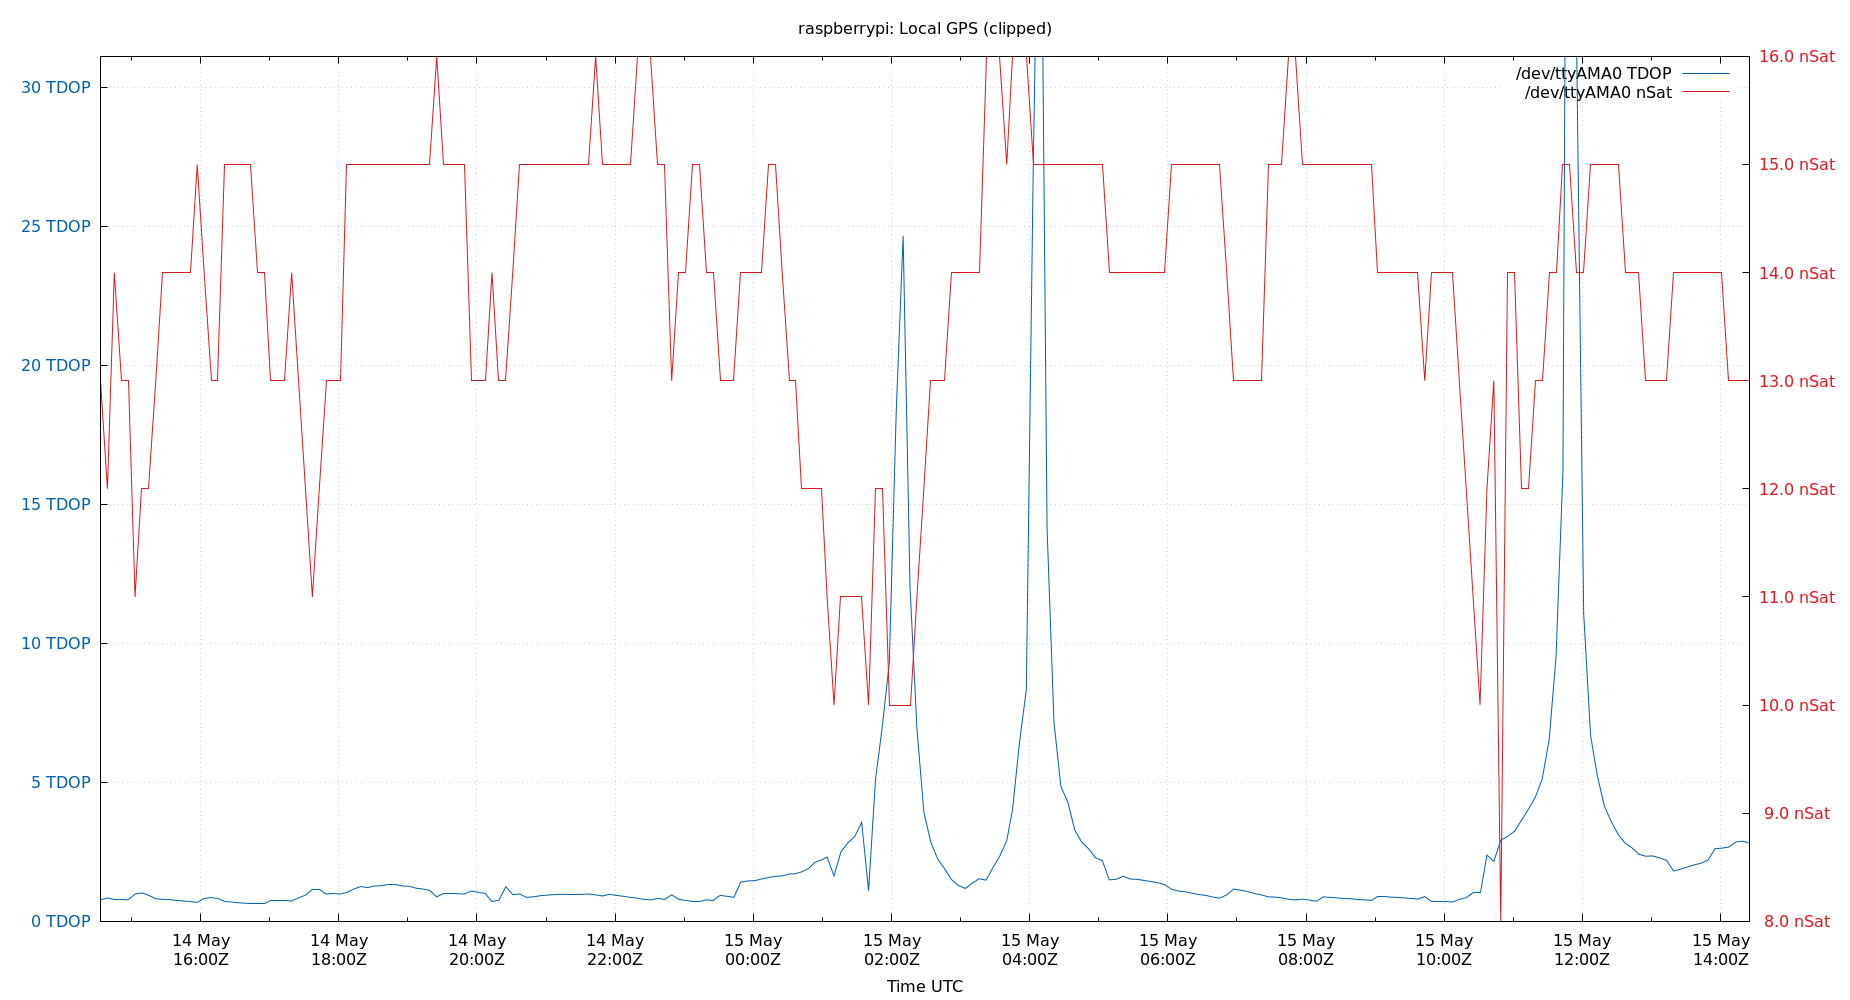 raspberrypi: Local GPS (clipped)
/dev/ttyAMA0 TDOP
/dev/ttyAMA0 nSat
30 TDOP
25 TDOP
20 TDOP
15 TDOP
10 TDOP
5 TDOP
0 TDOP
16.0 nSat
15.0 nSat
14.0 nSat
13.0 nSat
12.0 nSat
11.0 nSat
10.0 nSat
9.0 nSat
8.0 nSat
14 May
16:00Z
14 May
18:00Z
14 May
20:00Z
14 May
22:00Z
15 May
00:00Z
15 May
02:00Z
15 May
04:00Z
15 May
06:00Z
15 May
08:00Z
15 May
10:00Z
15 May
12:00Z
15 May
14:00Z
Time UTC